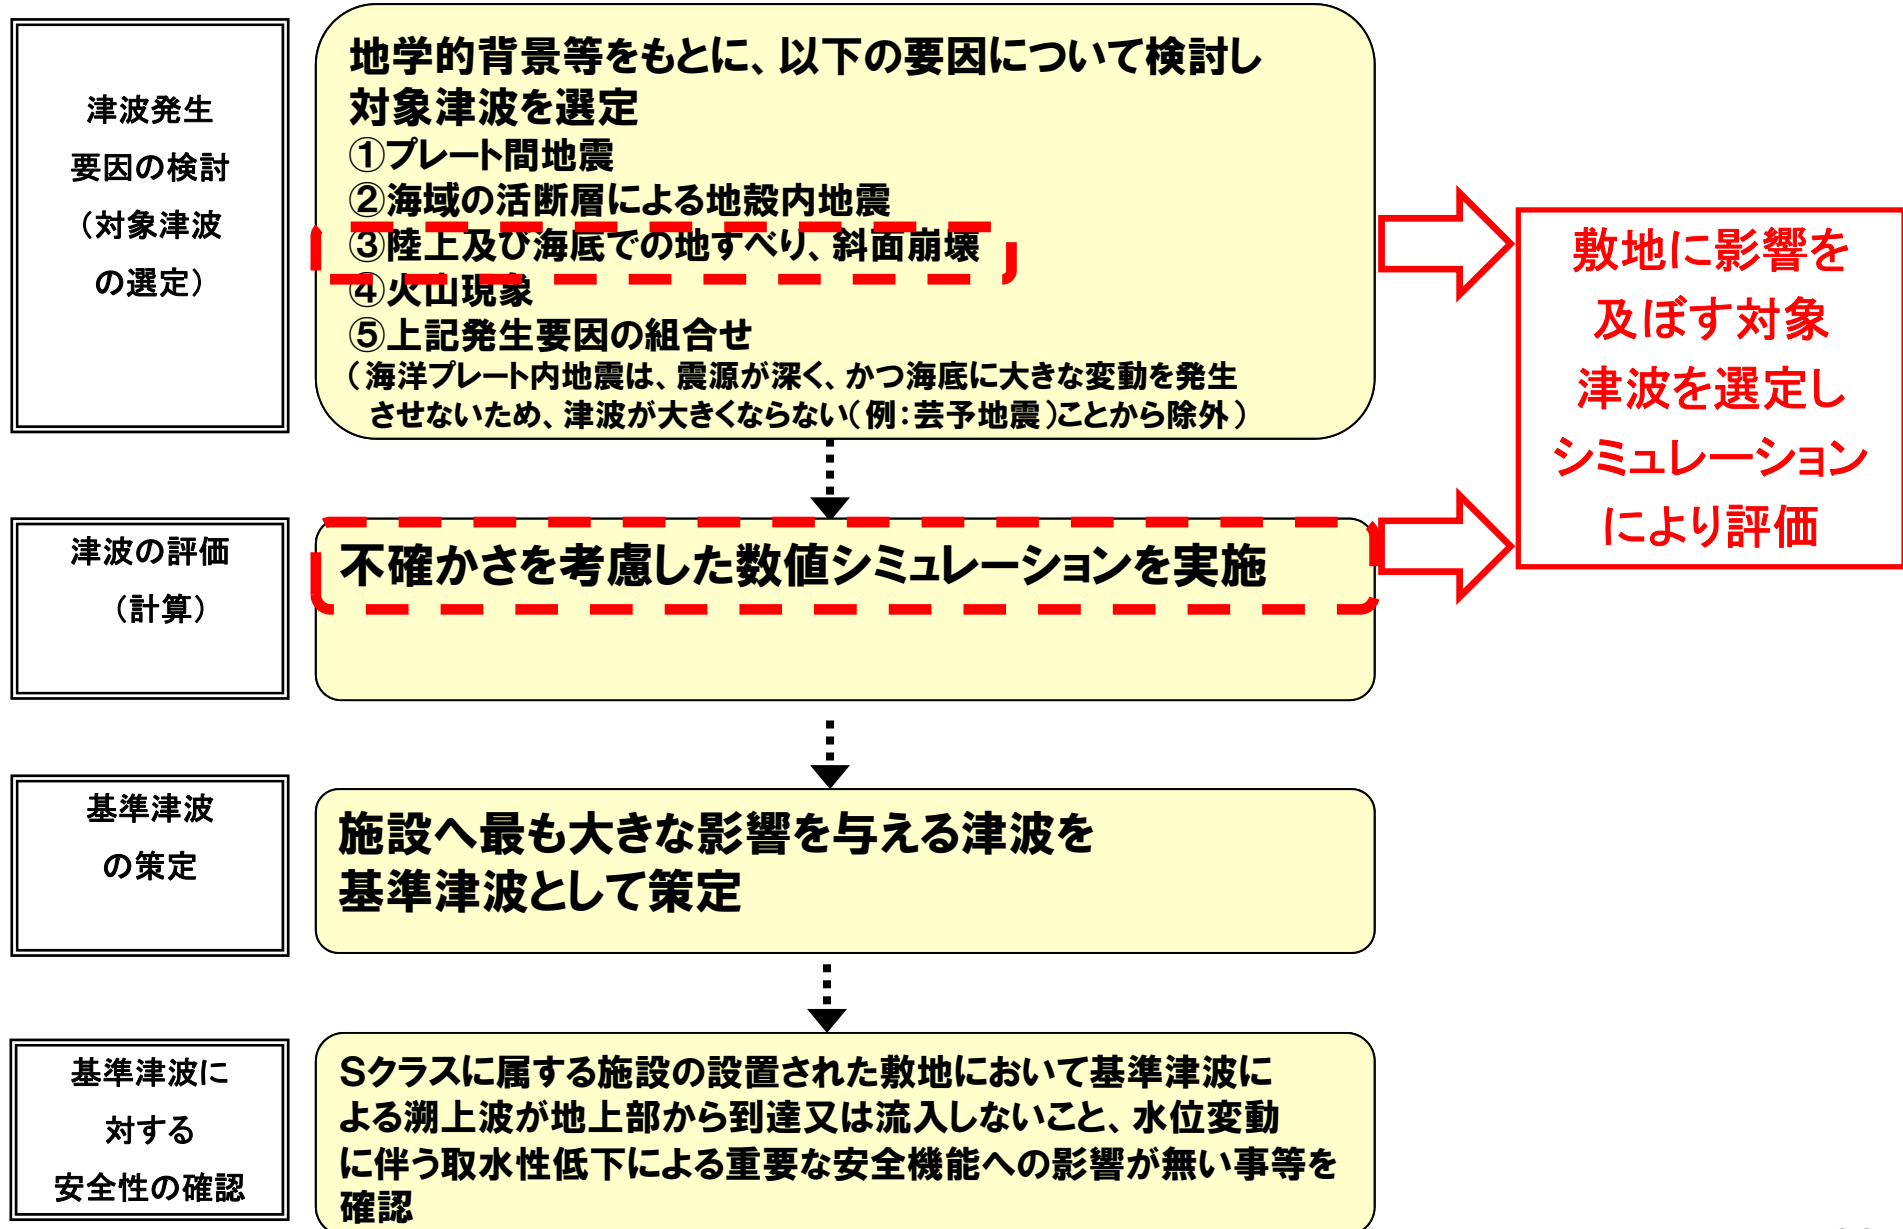 津波発生
要因の検討
（対象津波
の選定）
地学的背景等をもとに、以下の要因について検討し
対象津波を選定
①プレート間地震
②海域の活断層による地殻内地震
③陸上及び海底での地すべり、斜面崩壊
④火山現象
⑤上記発生要因の組合せ
（海洋プレート内地震は、震源が深く、かつ海底に大きな変動を発生
させないため、津波が大きくならない（例：芸予地震）ことから除外）
敷地に影響を
及ぼす対象
津波を選定し
シミュレーション
により評価
津波の評価
（計算）
不確かさを考慮した数値シミュレーションを実施
基準津波
の策定
施設へ最も大きな影響を与える津波を
基準津波として策定
基準津波に
対する
安全性の確認
Sクラスに属する施設の設置された敷地において基準津波に
よる溯上波が地上部から到達又は流入しないこと、水位変動
に伴う取水性低下による重要な安全機能への影響が無い事等を
確認